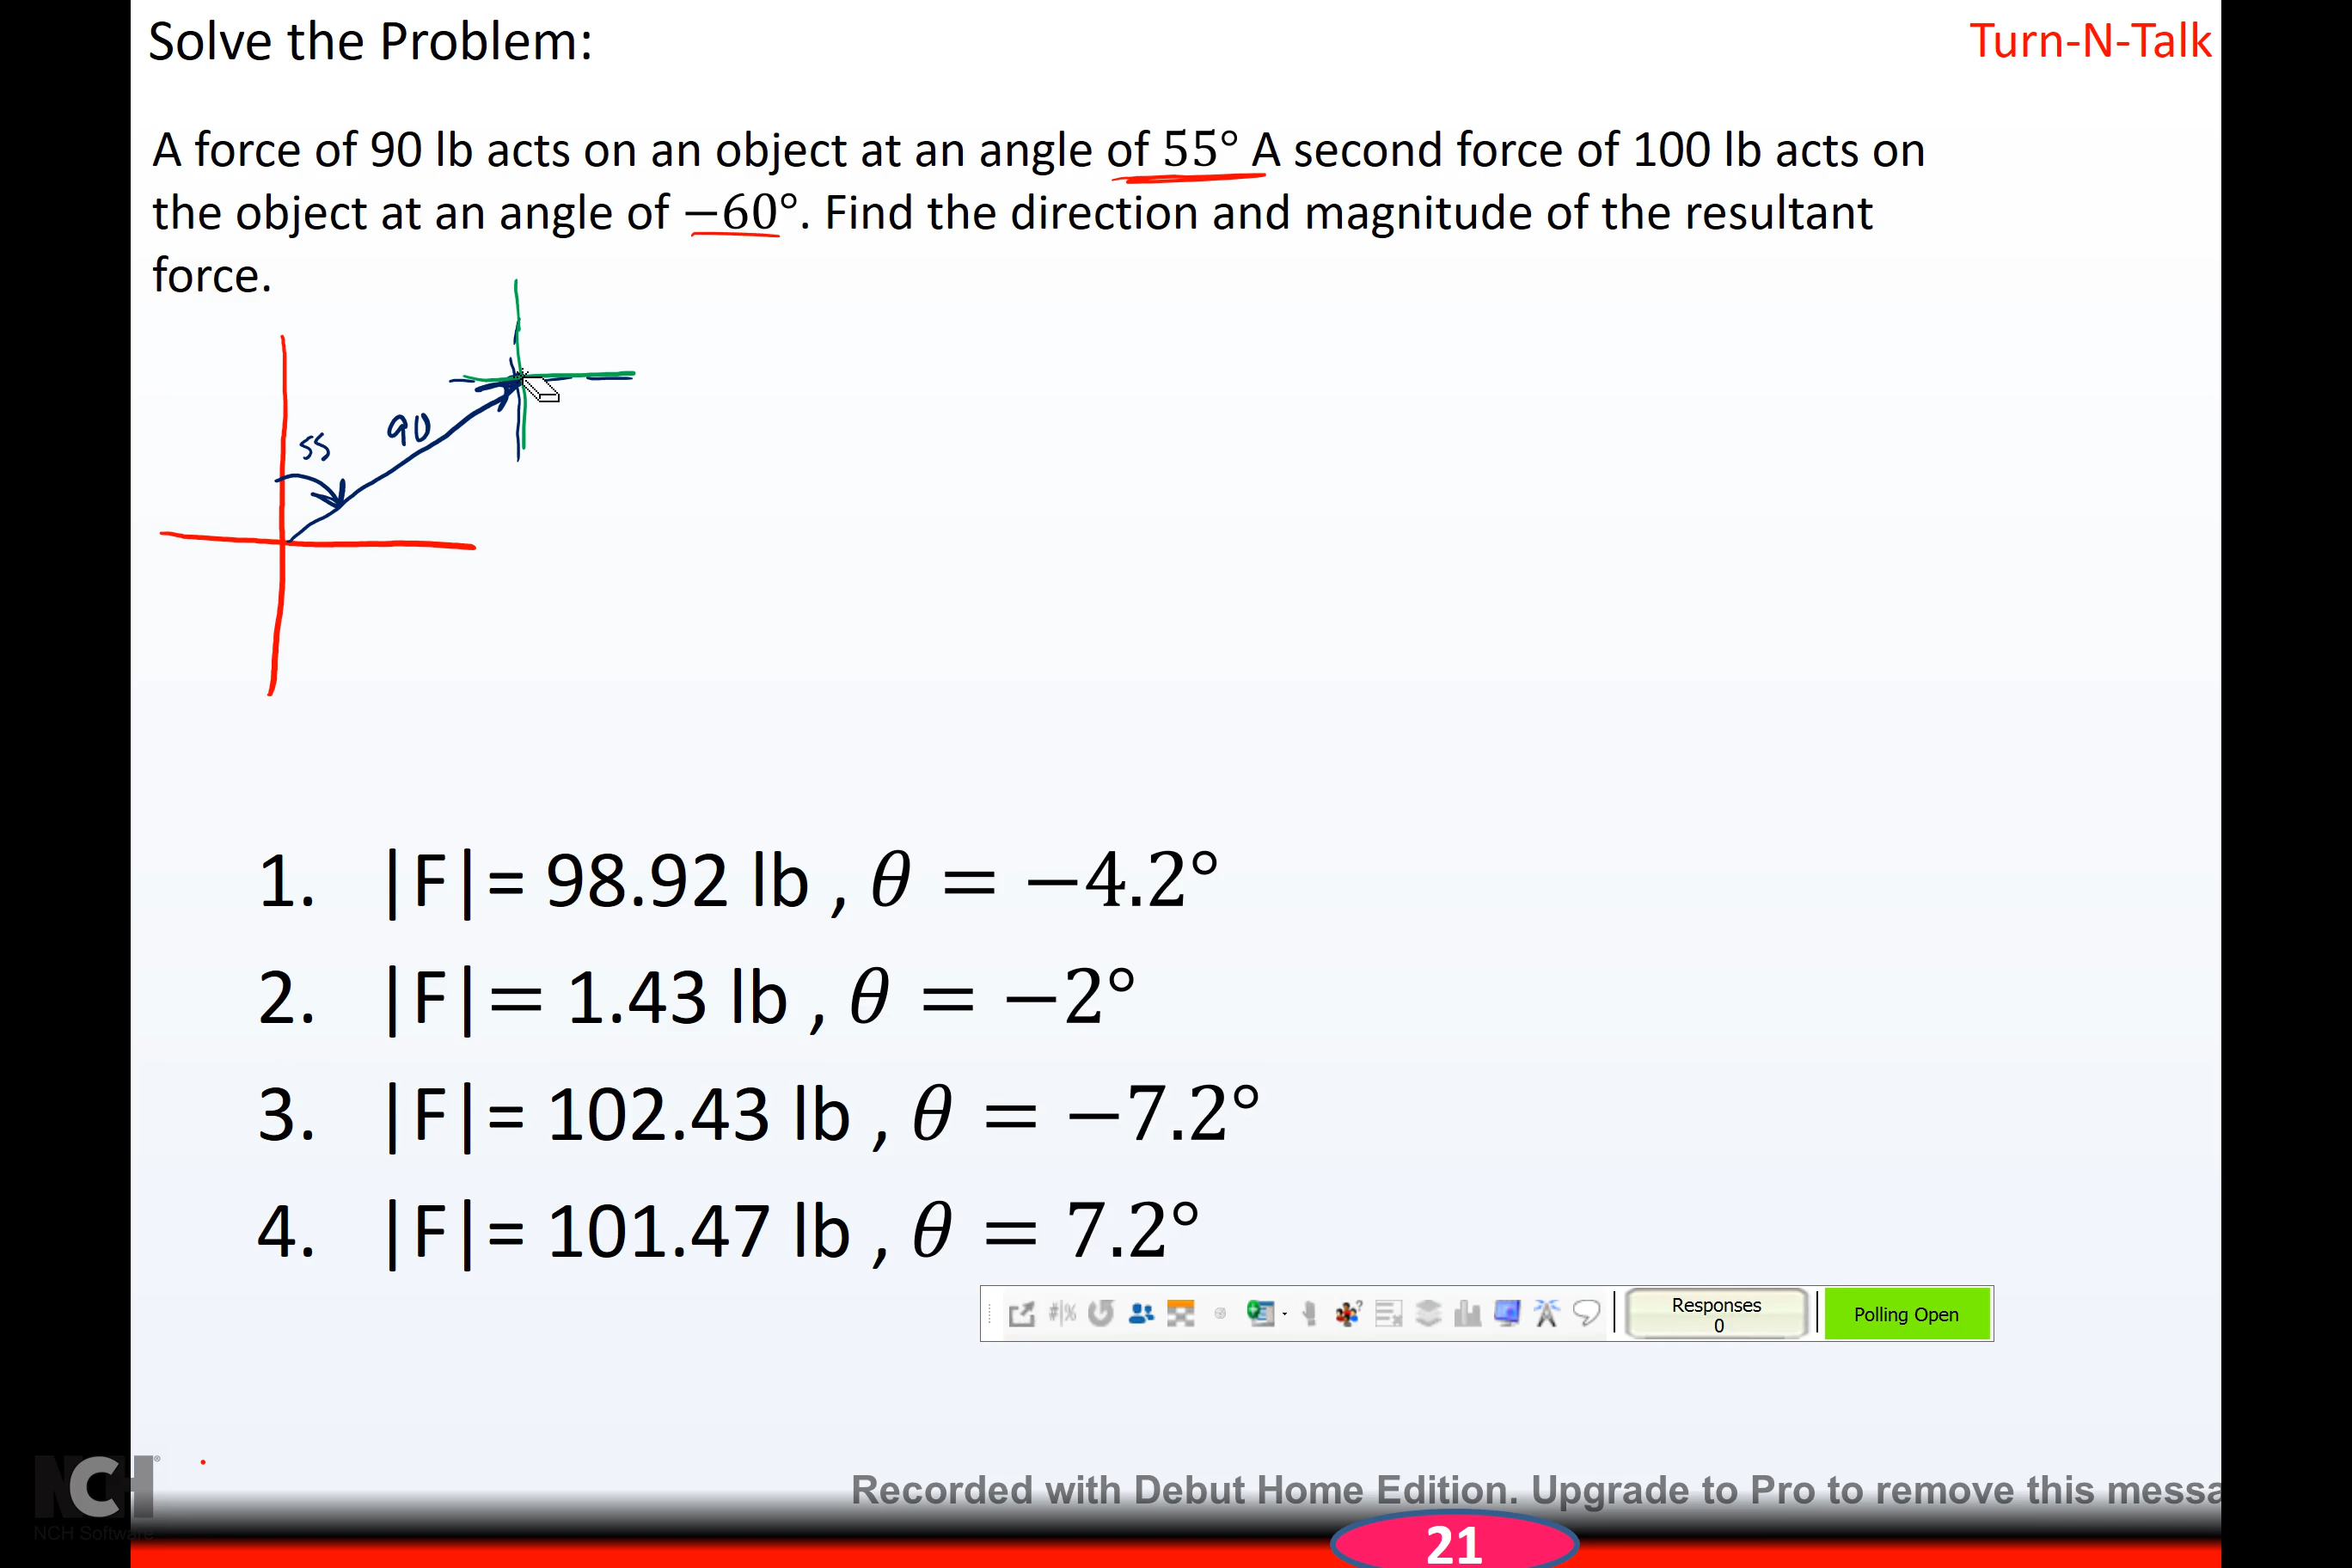 Solve the Problem:
Turn-N-Talk
A force of 90 lb acts on an object at an angle of 55° A second force of 100 lb acts on
the object at an angle of −60°. Find the direction and magnitude of the resultant
force.
90
55
1. |F|= 98.92 lb , θ = −4.2°
2. |F|= 1.43 lb , θ = −2°
3. |F|= 102.43 lb , θ = −7.2°
4. |F|= 101.47 lb , θ = 7.2°
#|%
?
Responses
0
Polling Open
NCH®
NCH Software
Recorded with Debut Home Edition. Upgrade to Pro to remove this messa
21